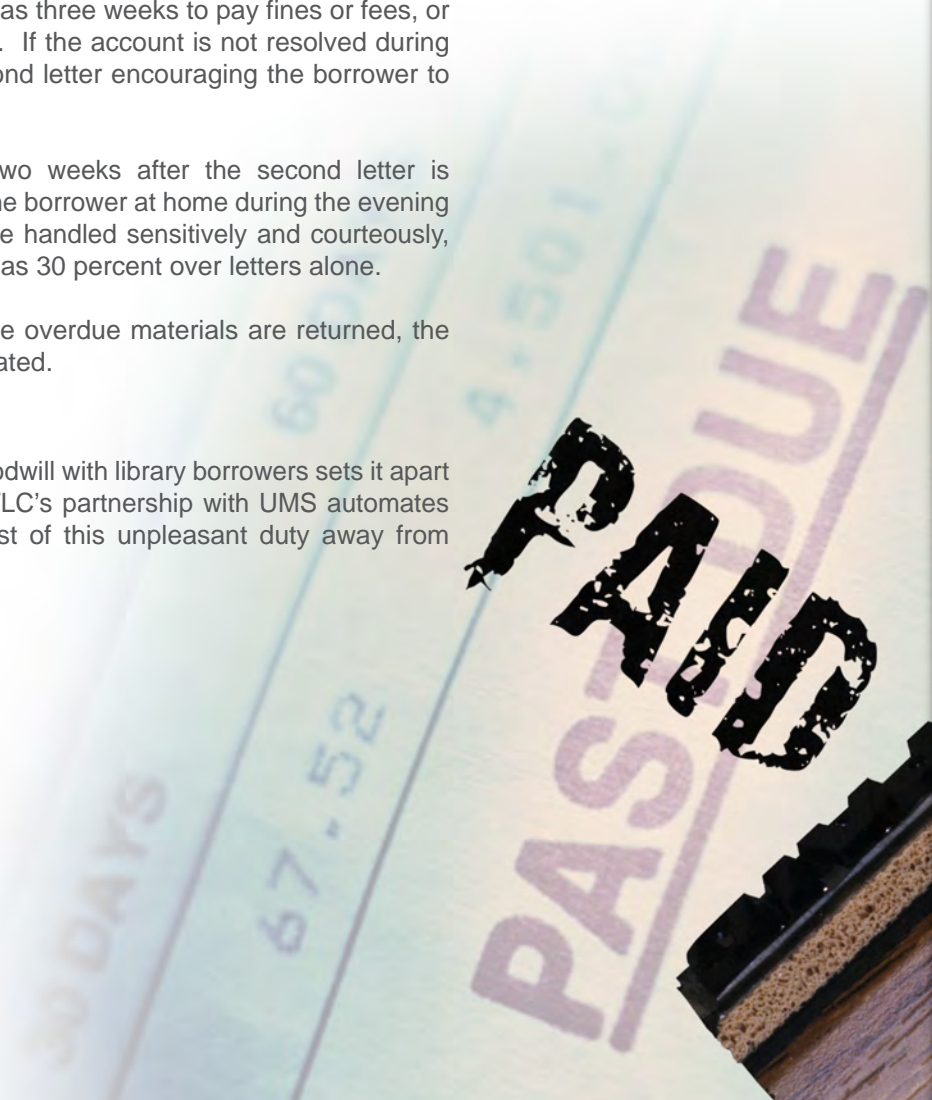 as three weeks to pay fines or fees, or
. If the account is not resolved during
ond letter encouraging the borrower to
wo weeks after the second letter is
he borrower at home during the evening
e handled sensitively and courteously,
as 30 percent over letters alone.
e overdue materials are returned, the
ated.
odwill with library borrowers sets it apart
LC's partnership with UMS automates
st of this unpleasant duty away from
60 DA
4.501.0
PAST DUE
PAID
67.52
30 DAYS